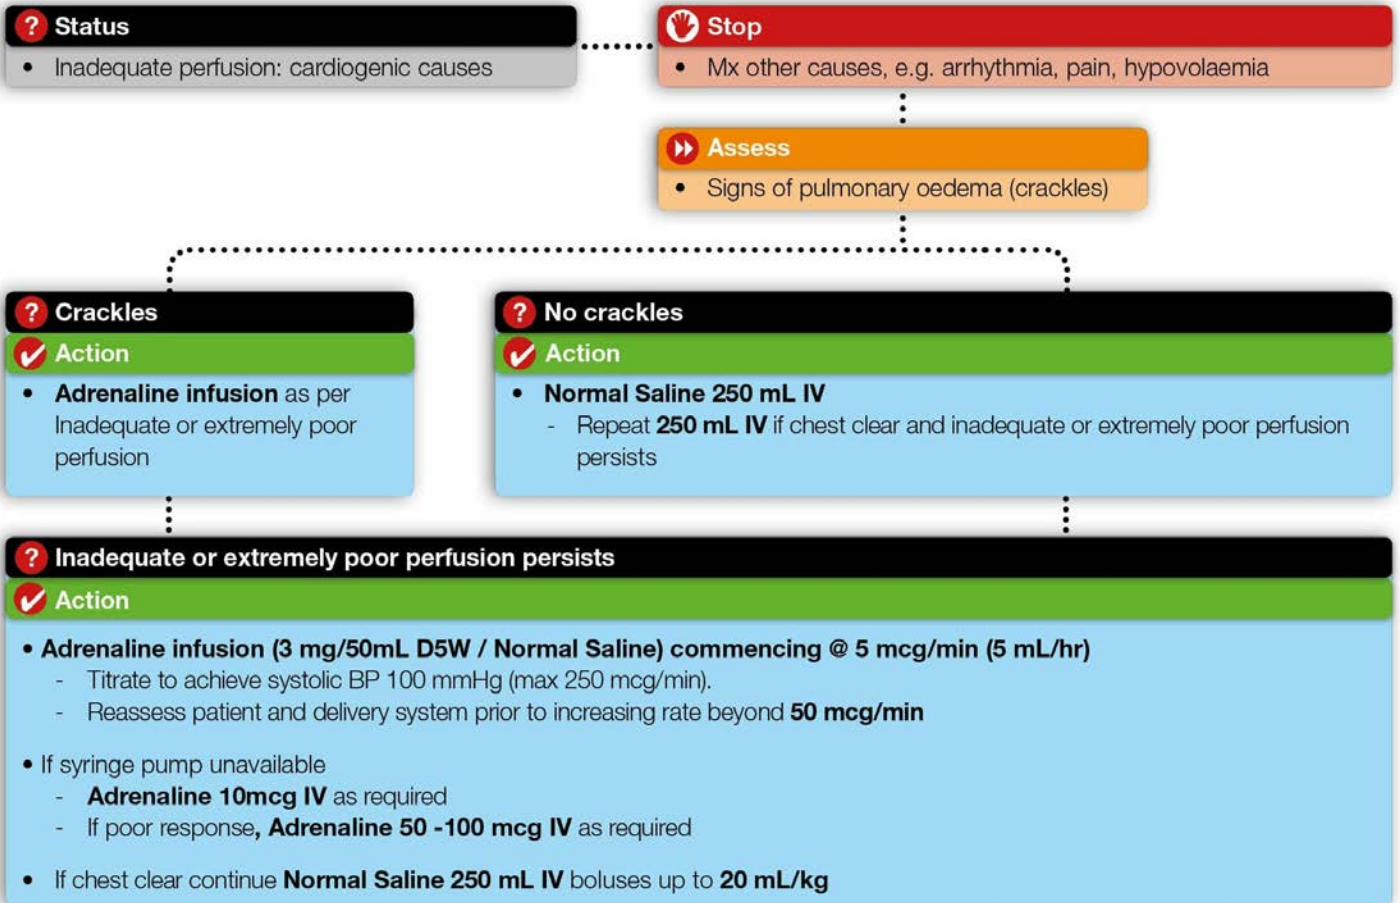 ? Status
• Inadequate perfusion: cardiogenic causes
Stop
• Mx other causes, e.g. arrhythmia, pain, hypovolaemia
Assess
• Signs of pulmonary oedema (crackles)
? Crackles
Action
• Adrenaline infusion as per
Inadequate or extremely poor
perfusion
? No crackles
Action
• Normal Saline 250 mL IV
- Repeat 250 mL IV if chest clear and inadequate or extremely poor perfusion
persists
? Inadequate or extremely poor perfusion persists
Action
• Adrenaline infusion (3 mg/50mL D5W / Normal Saline) commencing @ 5 mcg/min (5 mL/hr)
- Titrate to achieve systolic BP 100 mmHg (max 250 mcg/min).
- Reassess patient and delivery system prior to increasing rate beyond 50 mcg/min
• If syringe pump unavailable
- Adrenaline 10mcg IV as required
- If poor response, Adrenaline 50 -100 mcg IV as required
• If chest clear continue Normal Saline 250 mL IV boluses up to 20 mL/kg